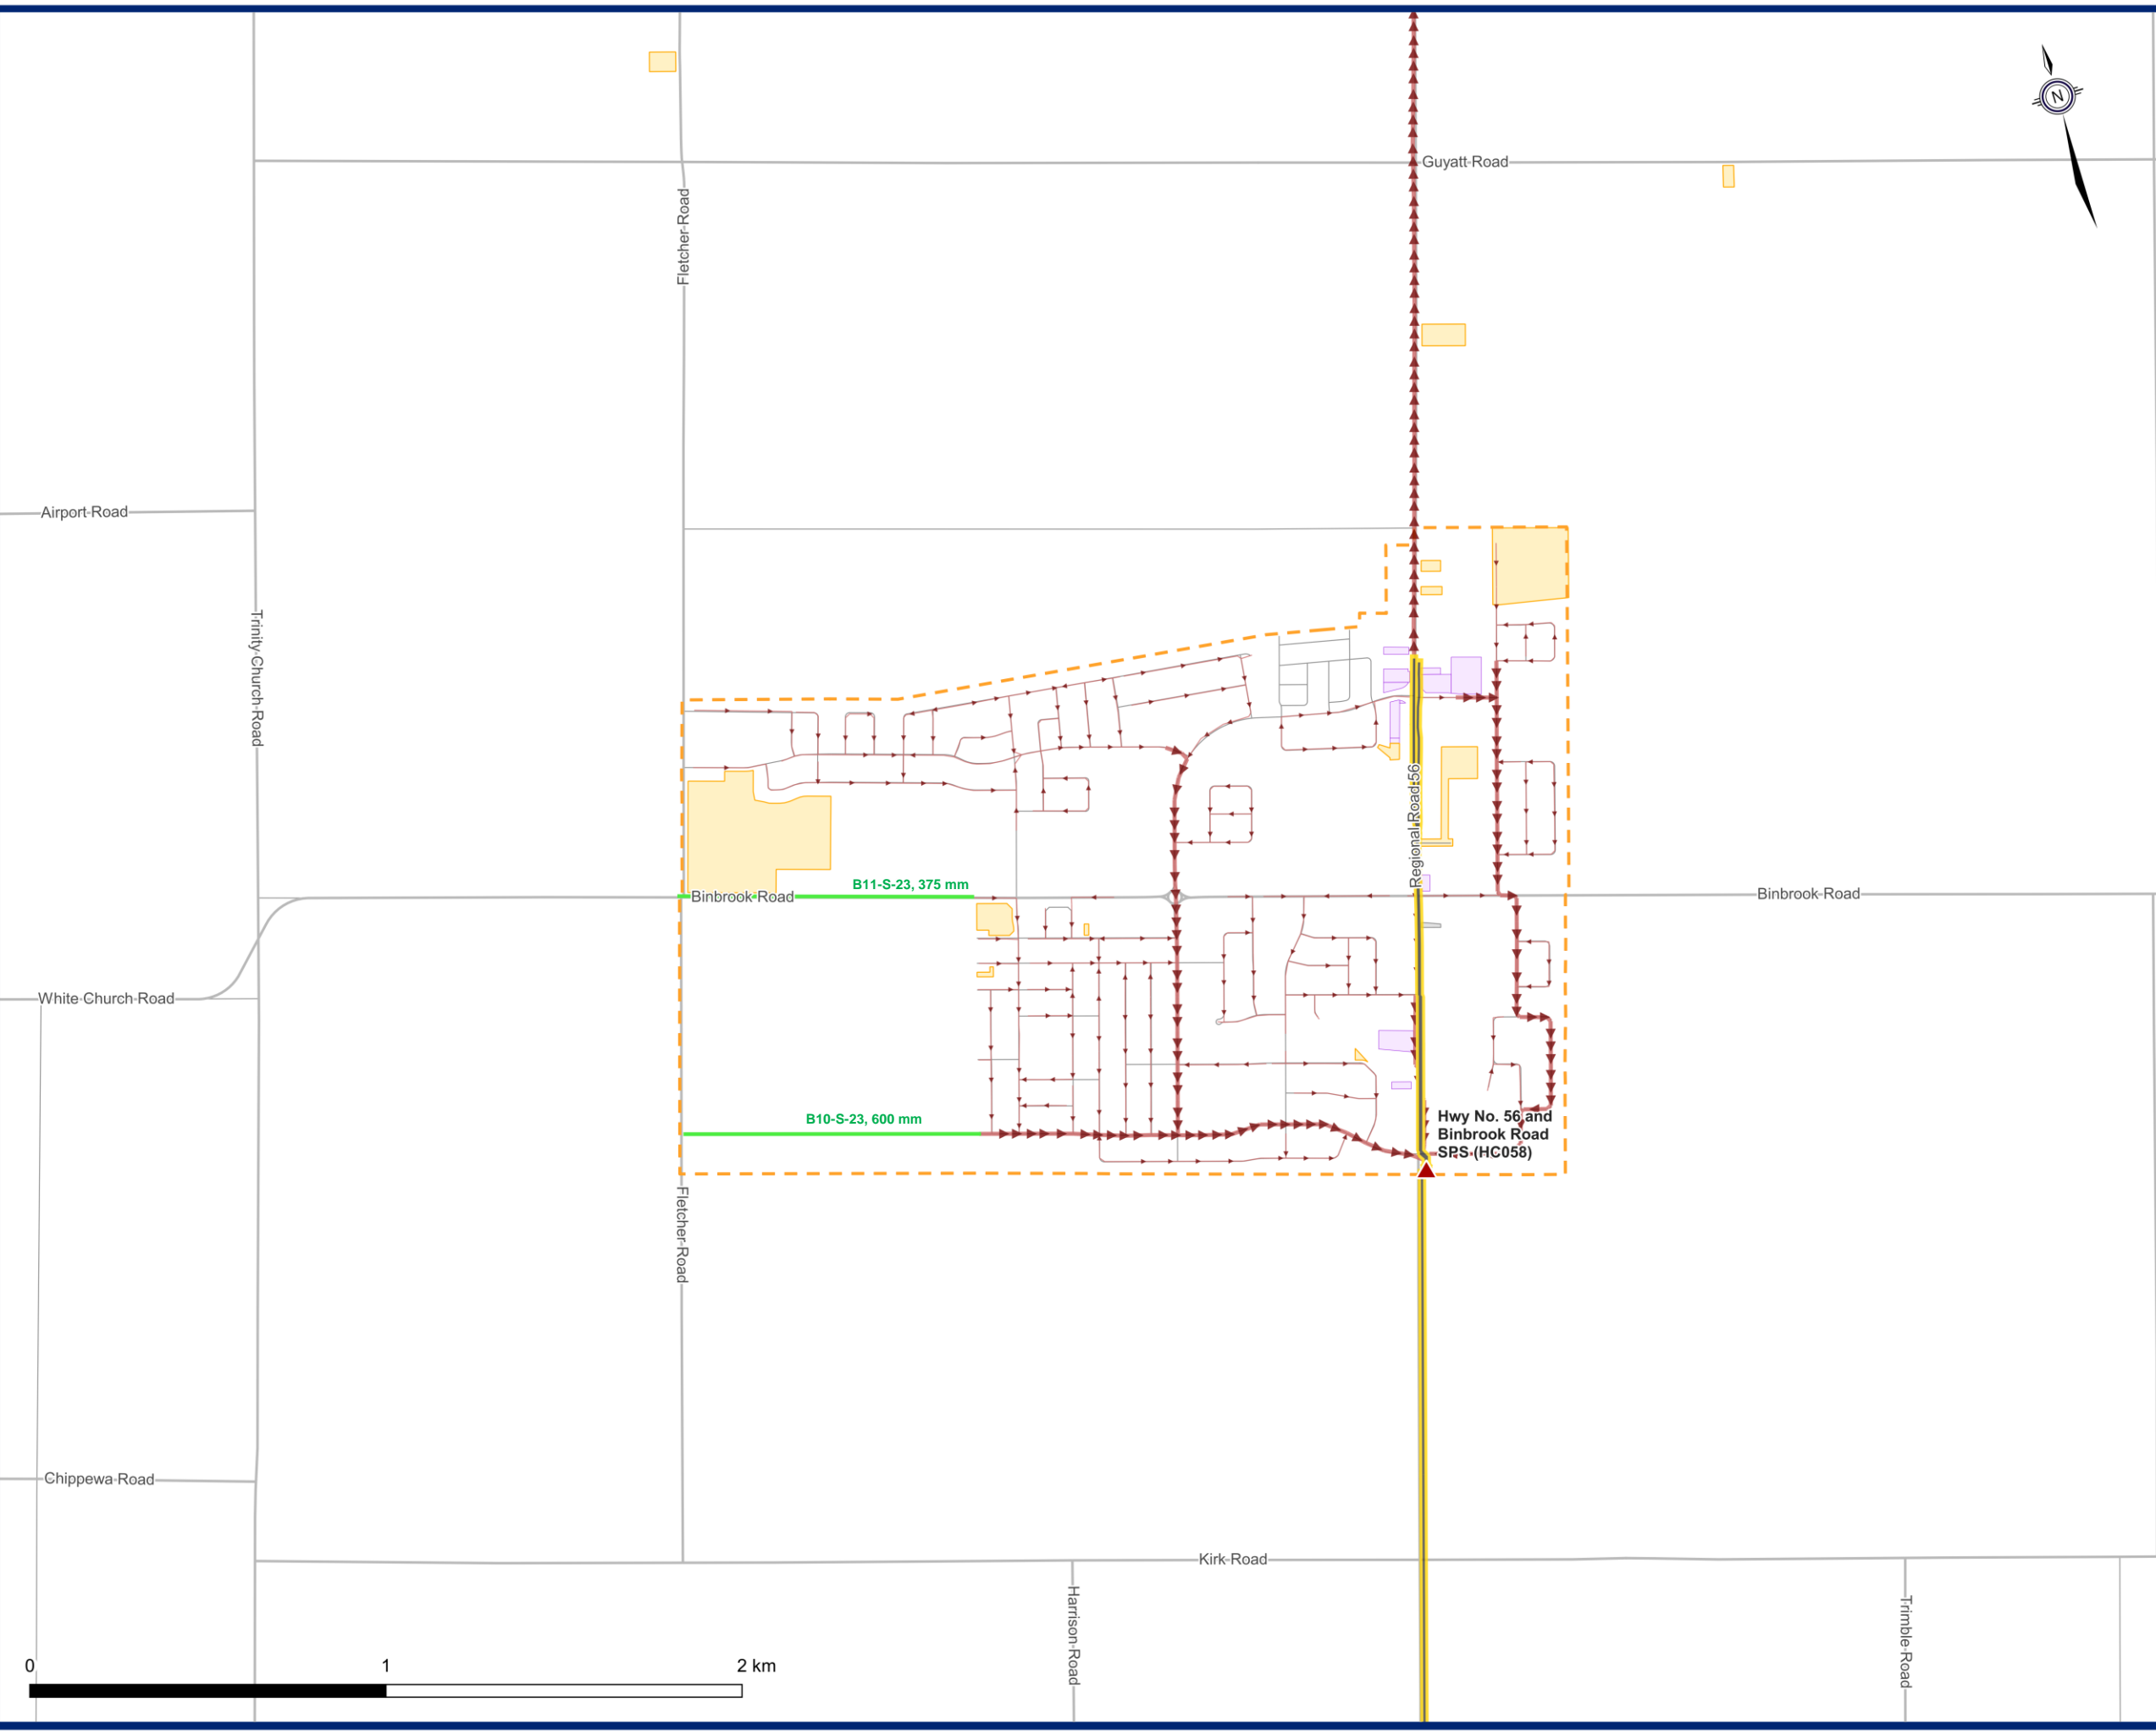 N
Guyatt Road
Fletcher Road
Airport Road
Trinity Church Road
Regional Road 56
B11-S-23, 375 mm
Binbrook Road
Binbrook Road
White Church Road
B10-S-23, 600 mm
Hwy No. 56 and
Binbrook Road
SPS (HC058)
Fletcher Road
Chippewa Road
Kirk Road
Harrison Road
Trimble Road
0 1 2 km